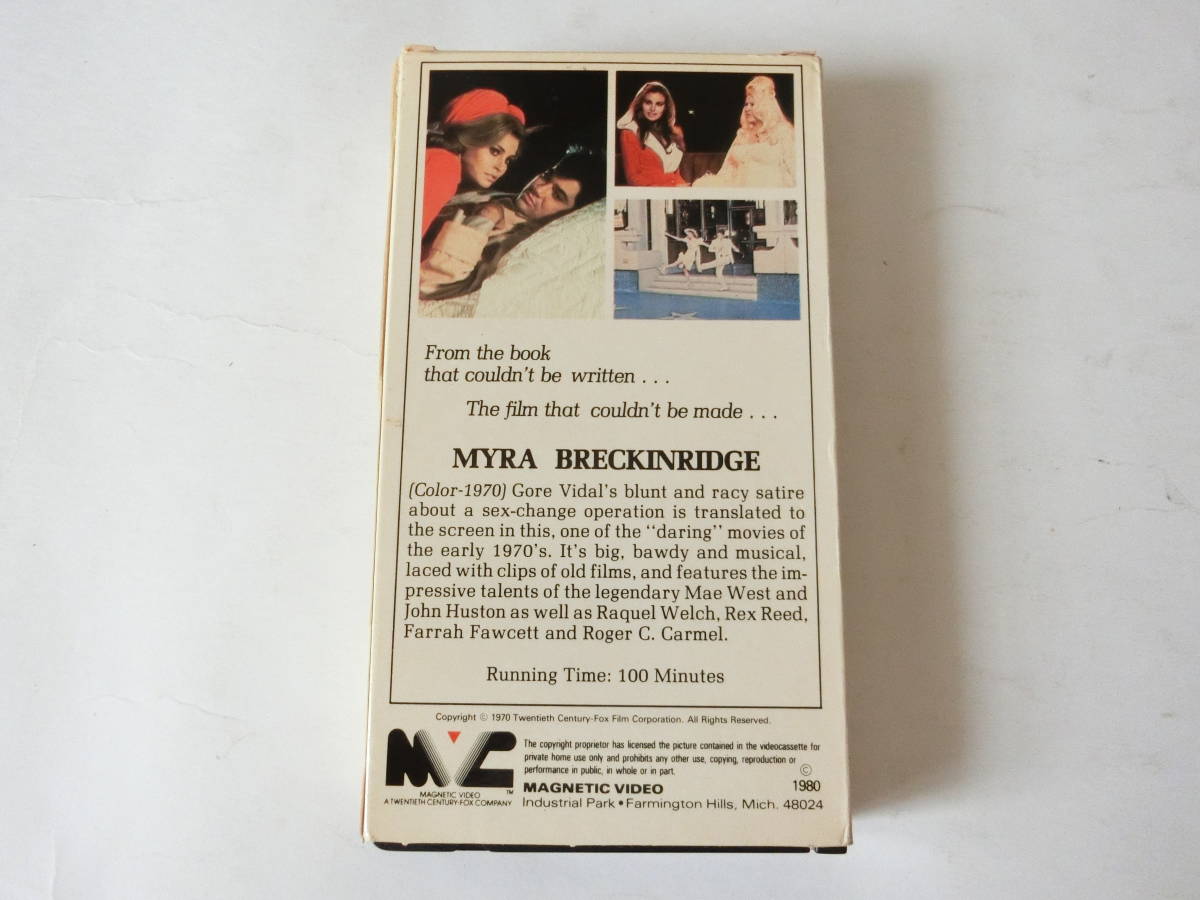 From the book
that couldn't be written . . .
The film that couldn't be made . . .
MYRA BRECKINRIDGE
(Color-1970) Gore Vidal's blunt and racy satire
about a sex-change operation is translated to
the screen in this, one of the "daring" movies of
the early 1970's. It's big, bawdy and musical,
laced with clips of old films, and features the im-
pressive talents of the legendary Mae West and
John Huston as well as Raquel Welch, Rex Reed,
Farrah Fawcett and Roger C. Carmel.
Running Time: 100 Minutes
Copyright © 1970 Twentieth Century-Fox Film Corporation. All Rights Reserved.
MVC
TM
MAGNETIC VIDEO
A TWENTIETH CENTURY-FOX COMPANY
The copyright proprietor has licensed the picture contained in the videocassette for
private home use only and prohibits any other use, copying, reproduction or
performance in public, in whole or in part.
©
1980
MAGNETIC VIDEO
Industrial Park • Farmington Hills, Mich. 48024